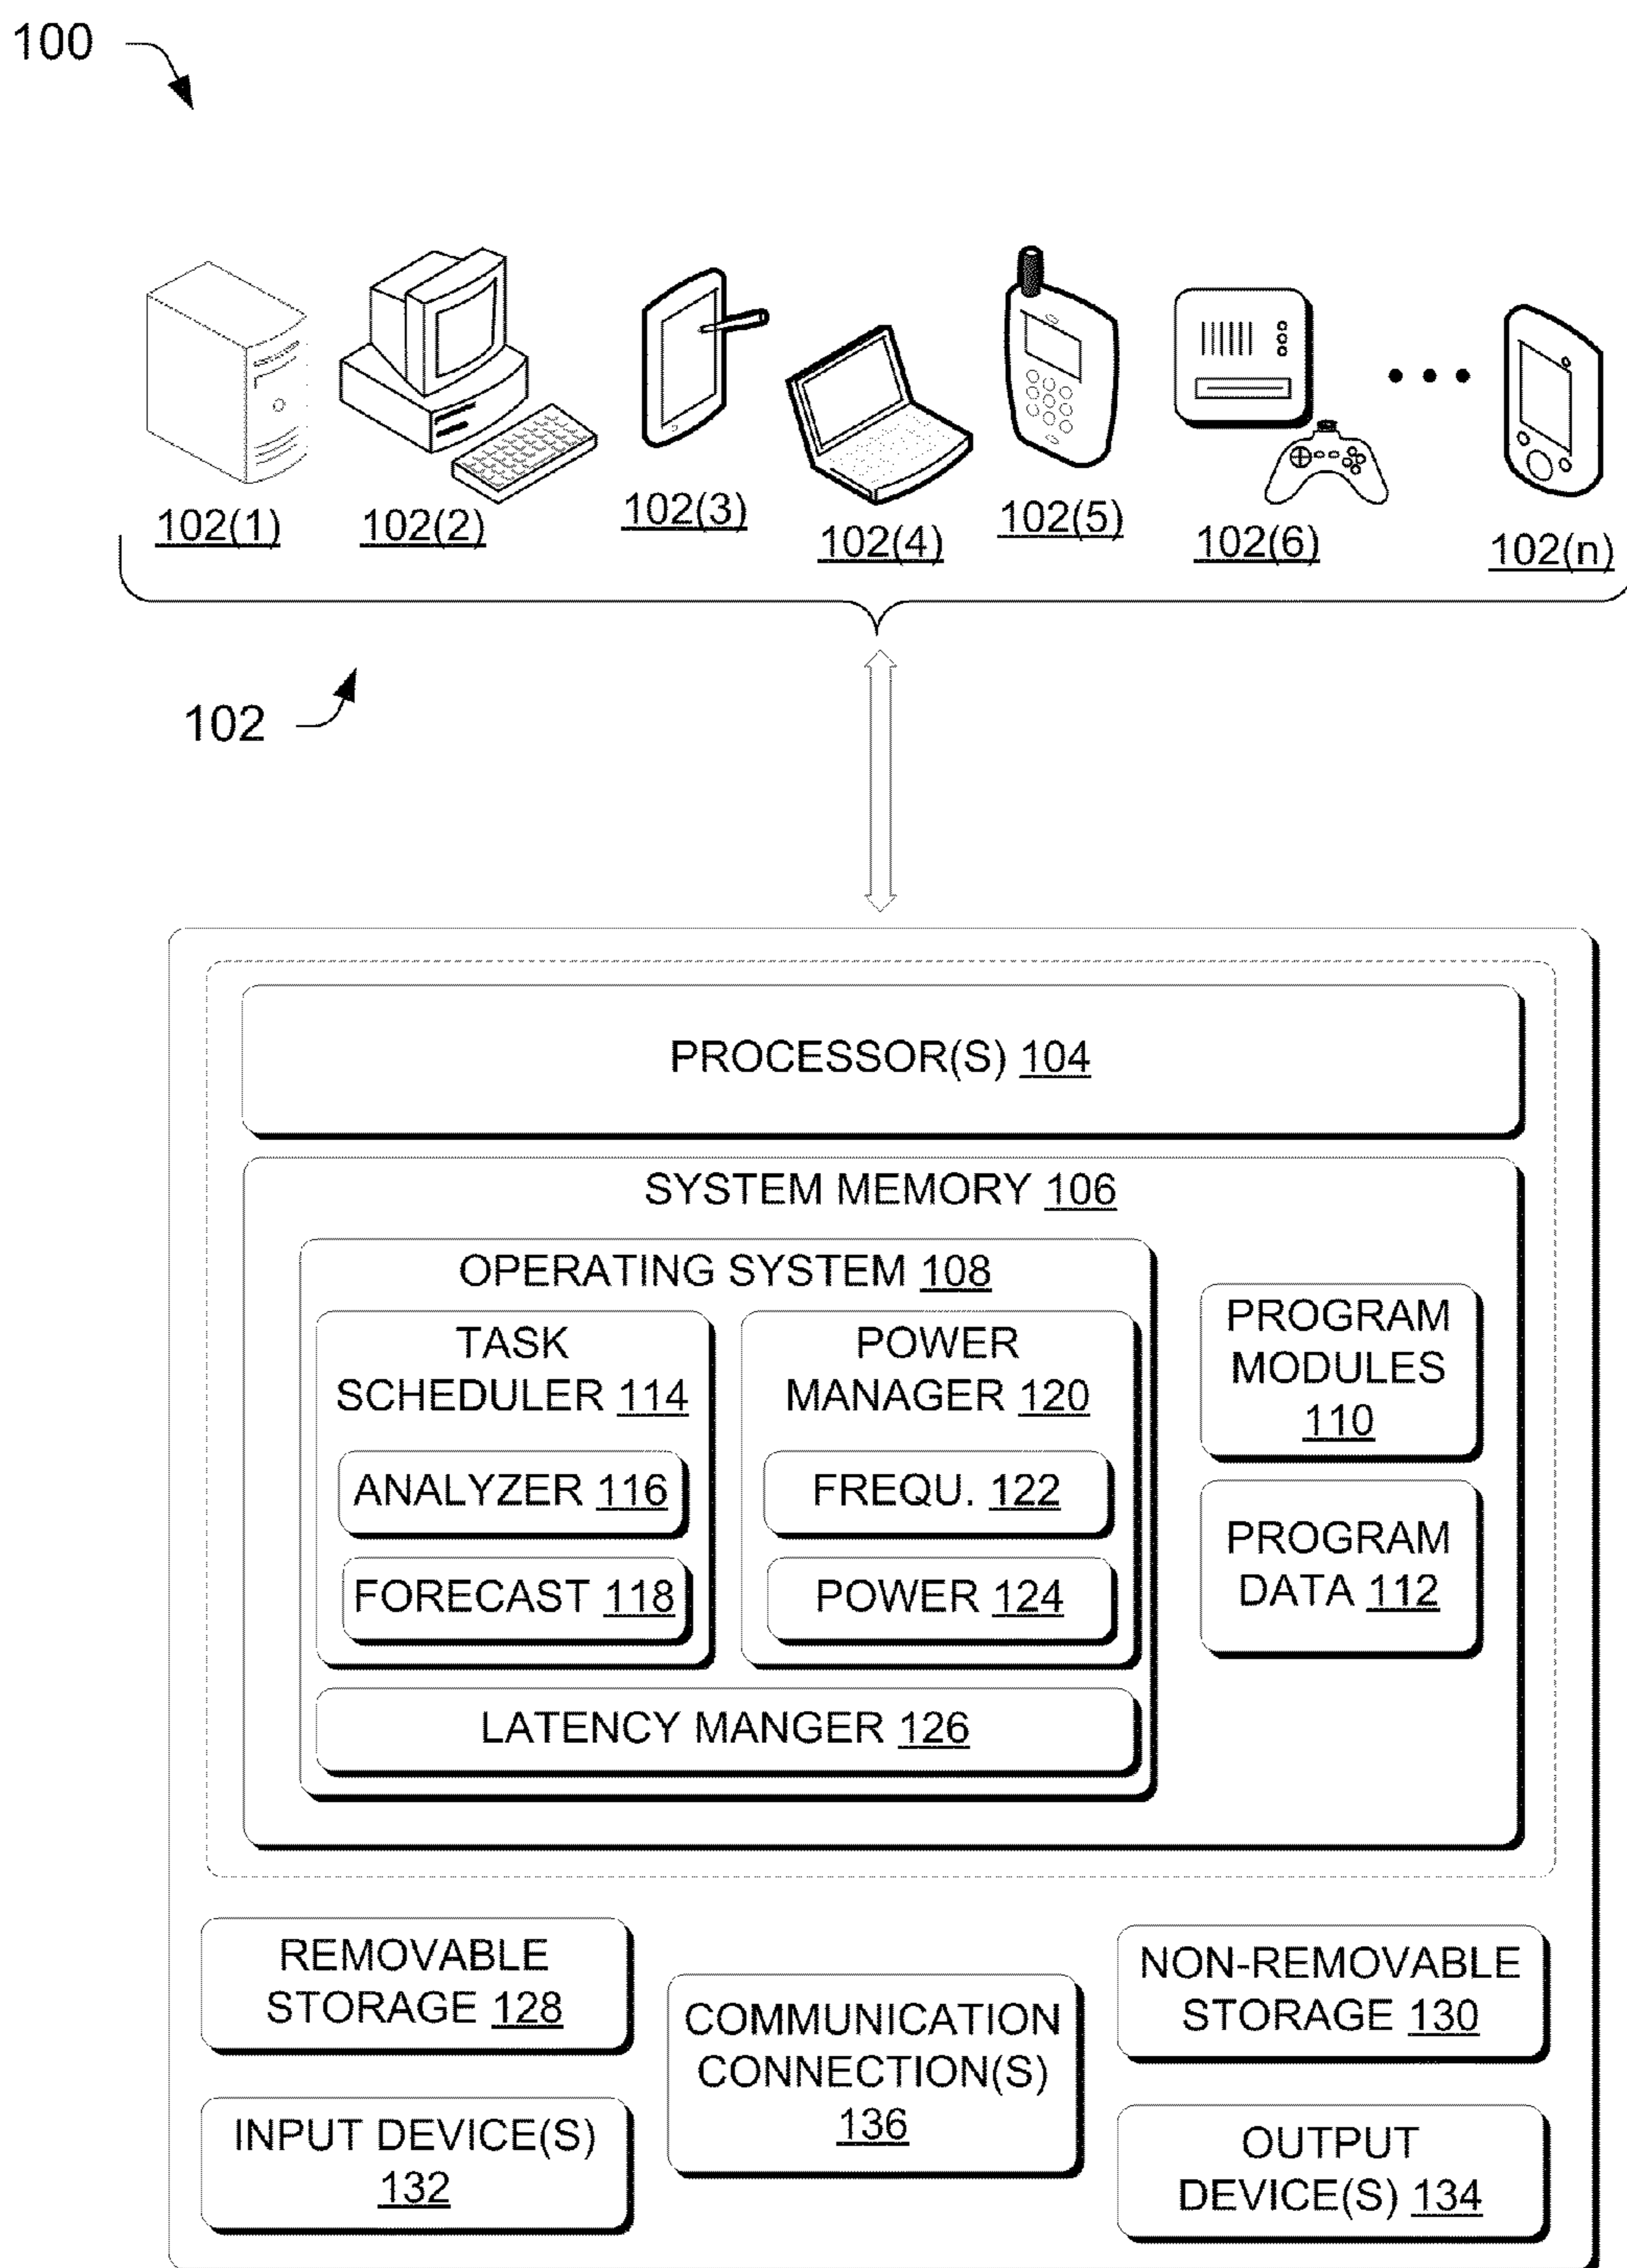 100
102(1)
102(2)
102(3)
102(4)
102(5)
102(6)
102(n)
102
PROCESSOR(S) 104
SYSTEM MEMORY 106
OPERATING SYSTEM 108
TASK
SCHEDULER 114
ANALYZER 116
FORECAST 118
POWER
MANAGER 120
FREQU. 122
POWER 124
LATENCY MANGER 126
PROGRAM
MODULES
110
PROGRAM
DATA 112
REMOVABLE
STORAGE 128
COMMUNICATION
CONNECTION(S)
136
NON-REMOVABLE
STORAGE 130
INPUT DEVICE(S)
132
OUTPUT
DEVICE(S) 134